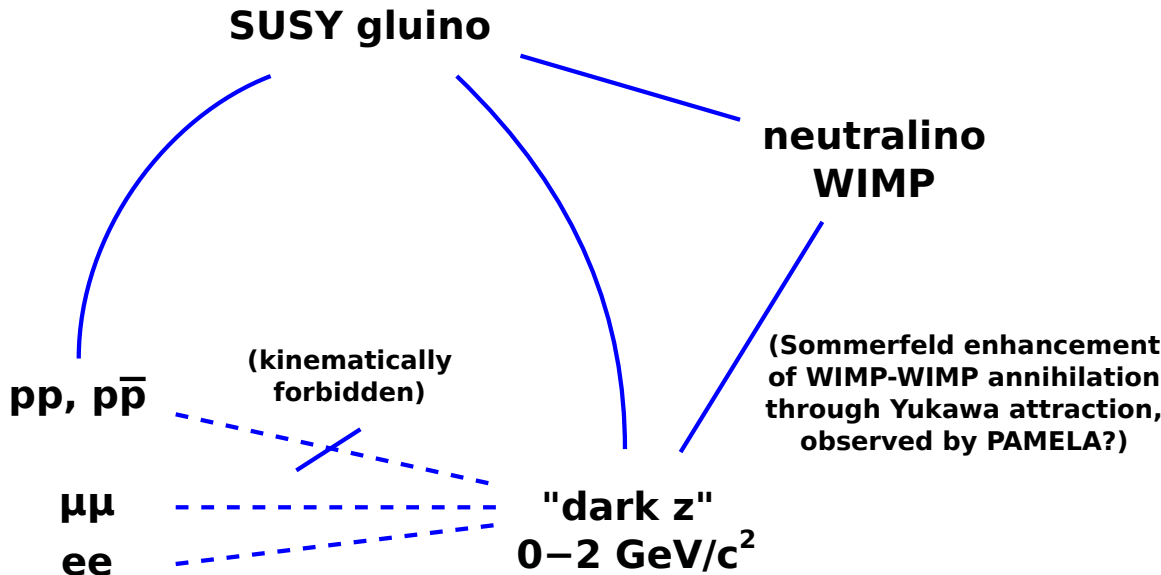 SUSY gluino
neutralino
WIMP
(kinematically
forbidden)
(Sommerfeld enhancement
of WIMP-WIMP annihilation
through Yukawa attraction,
observed by PAMELA?)
pp, pp̅
μμ
ee
"dark z"
0−2 GeV/c²